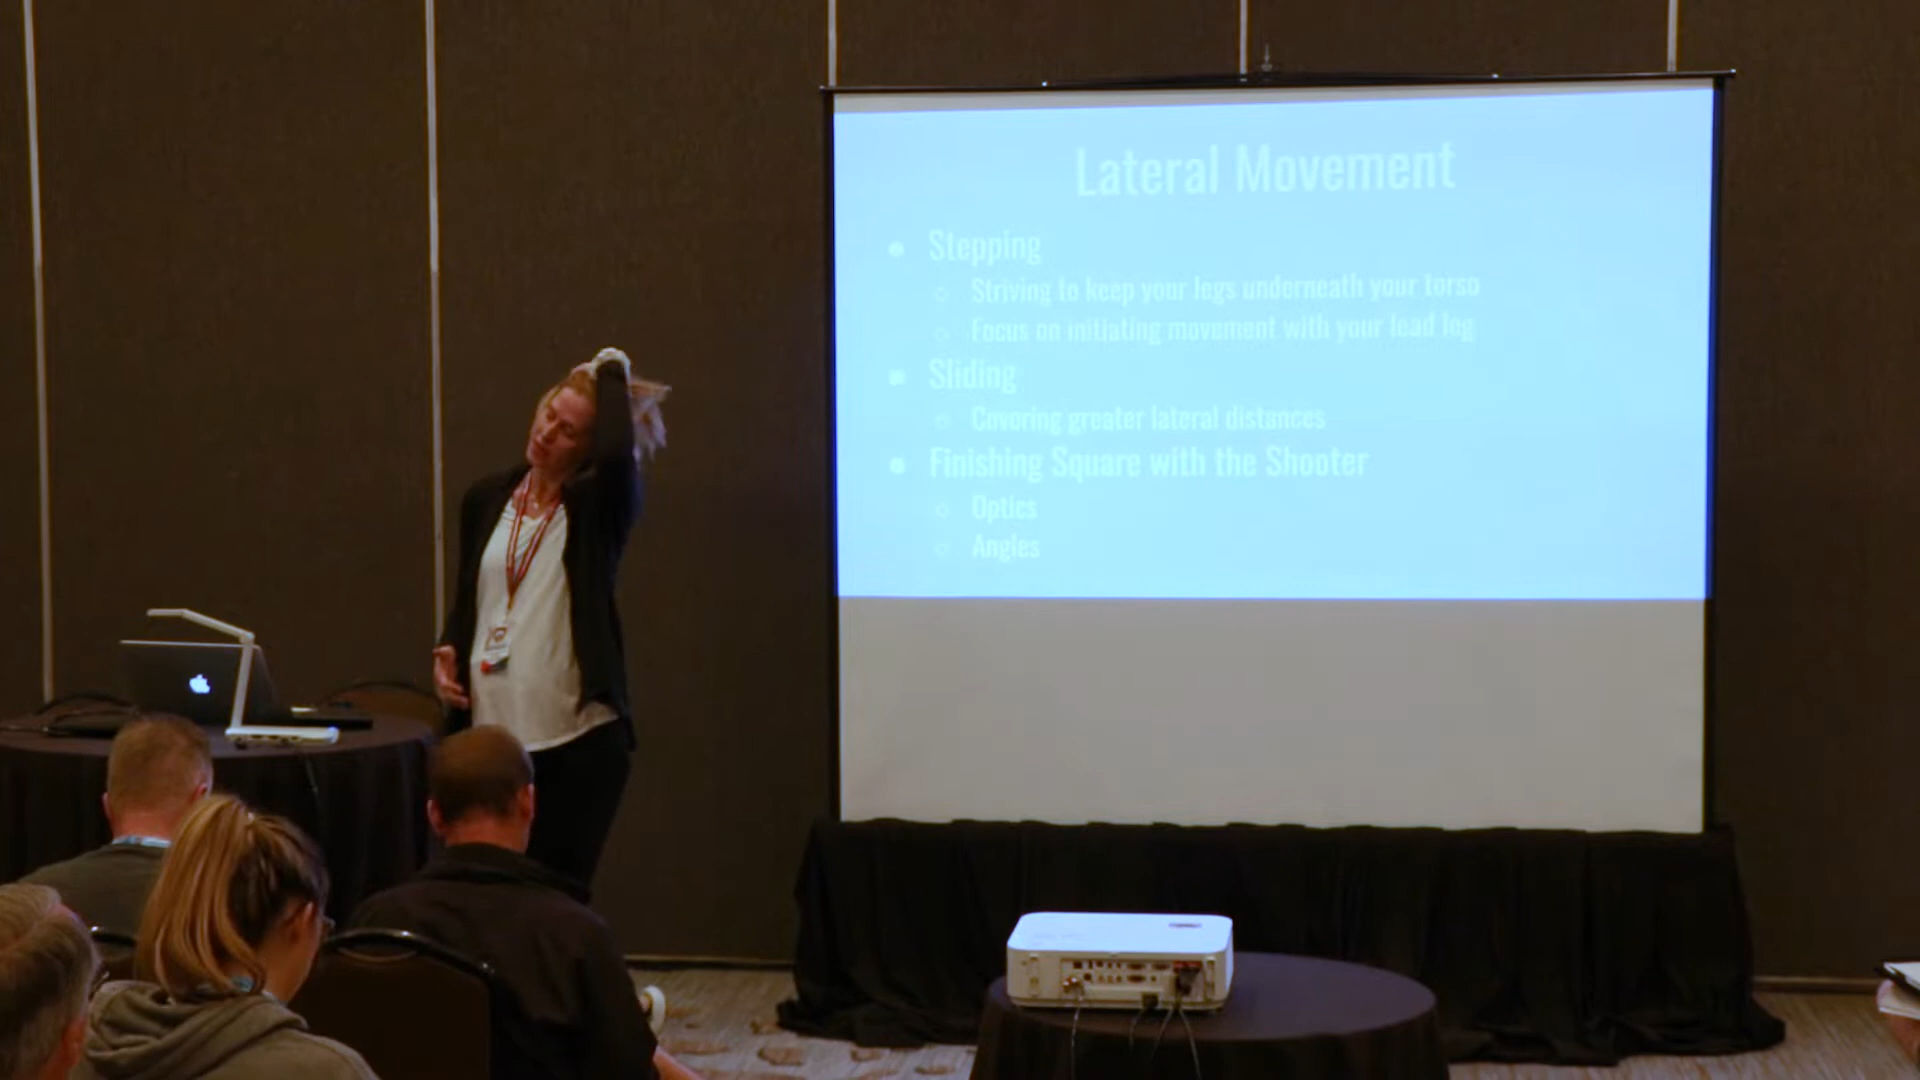 Lateral Movement
Stepping
Striving to keep your legs underneath your torso
Focus on initiating movement with your lead leg
Sliding
Covering greater lateral distances
Finishing Square with the Shooter
Optics
Angles